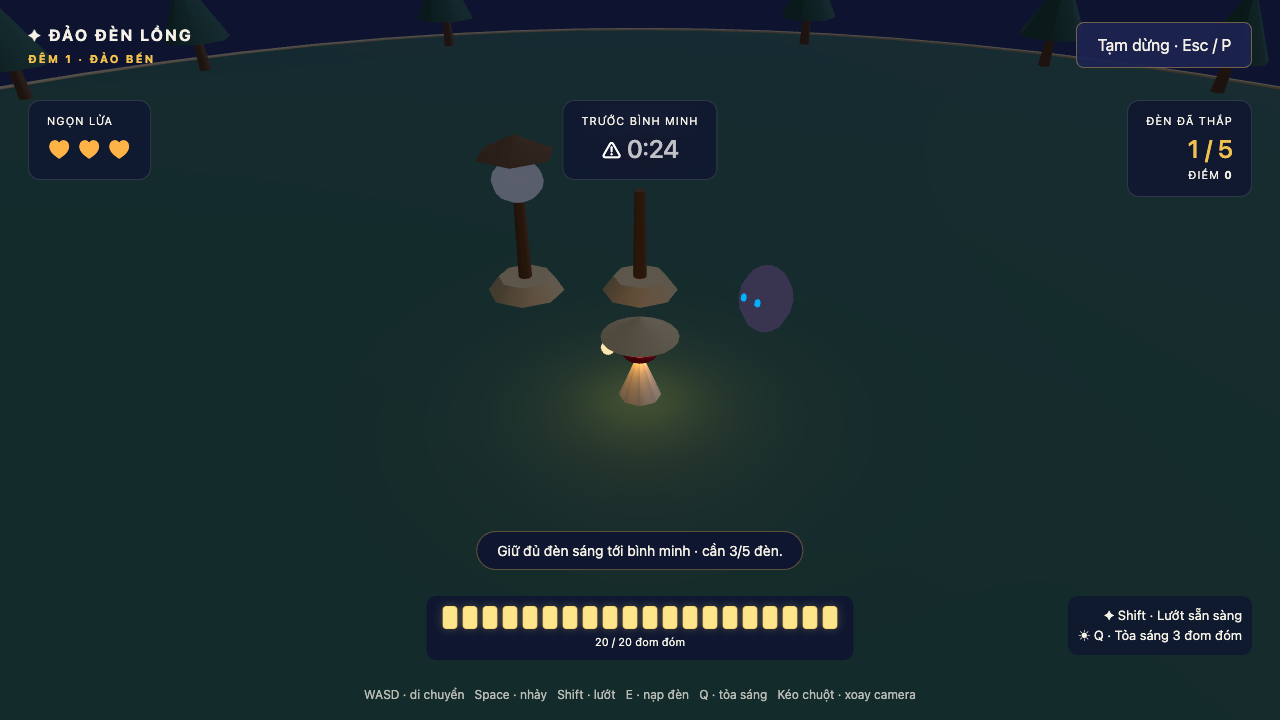 ✦ ĐẢO ĐÈN LỒNG
ĐÊM 1 · ĐẢO BẾN
Tạm dừng · Esc / P
NGỌN LỬA
TRƯỚC BÌNH MINH
⚠ 0:24
ĐÈN ĐÃ THẮP
1 / 5
ĐIỂM 0
Giữ đủ đèn sáng tới bình minh · cần 3/5 đèn.
20 / 20 đom đóm
✦ Shift · Lướt sẵn sàng
☀ Q · Tỏa sáng 3 đom đóm
WASD · di chuyển Space · nhảy Shift · lướt E · nạp đèn Q · tỏa sáng Kéo chuột · xoay camera